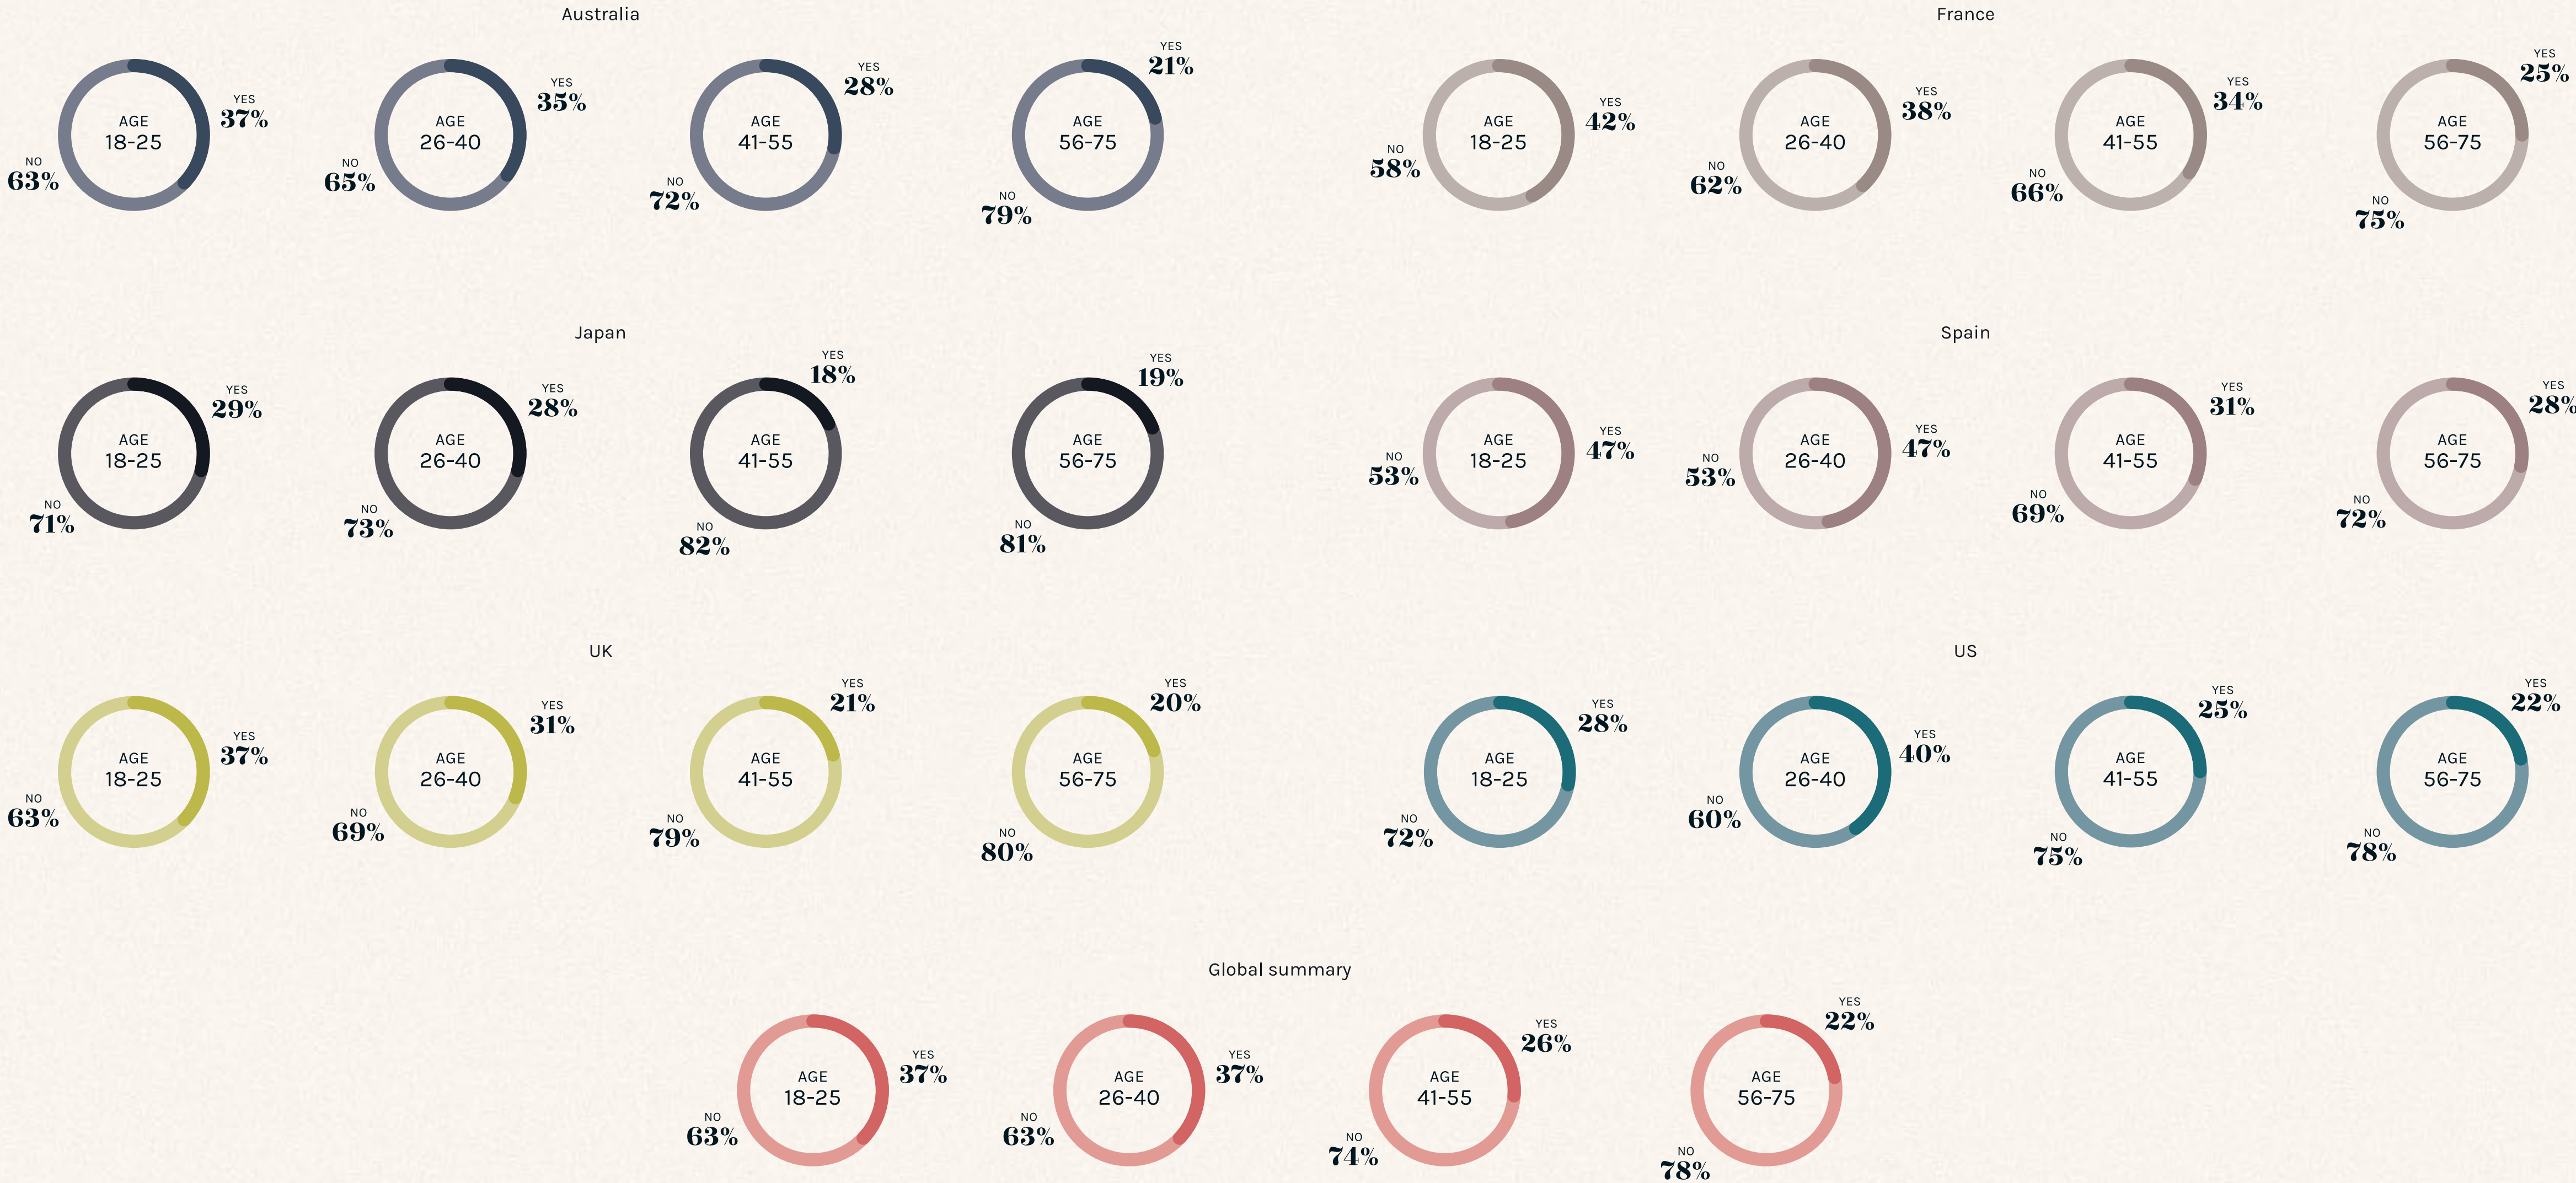 Australia
YES
37%
AGE
18-25
NO
63%
YES
35%
AGE
26-40
NO
65%
YES
28%
AGE
41-55
NO
72%
YES
21%
AGE
56-75
NO
79%
France
YES
42%
AGE
18-25
NO
58%
YES
38%
AGE
26-40
NO
62%
YES
34%
AGE
41-55
NO
66%
YES
25%
AGE
56-75
NO
75%
Japan
YES
29%
AGE
18-25
NO
71%
YES
28%
AGE
26-40
NO
73%
YES
18%
AGE
41-55
NO
82%
YES
19%
AGE
56-75
NO
81%
Spain
YES
47%
AGE
18-25
NO
53%
YES
47%
AGE
26-40
NO
53%
YES
31%
AGE
41-55
NO
69%
YES
28%
AGE
56-75
NO
72%
UK
YES
37%
AGE
18-25
NO
63%
YES
31%
AGE
26-40
NO
69%
YES
21%
AGE
41-55
NO
79%
YES
20%
AGE
56-75
NO
80%
US
YES
28%
AGE
18-25
NO
72%
YES
40%
AGE
26-40
NO
60%
YES
25%
AGE
41-55
NO
75%
YES
22%
AGE
56-75
NO
78%
Global summary
YES
37%
AGE
18-25
NO
63%
YES
37%
AGE
26-40
NO
63%
YES
26%
AGE
41-55
NO
74%
YES
22%
AGE
56-75
NO
78%